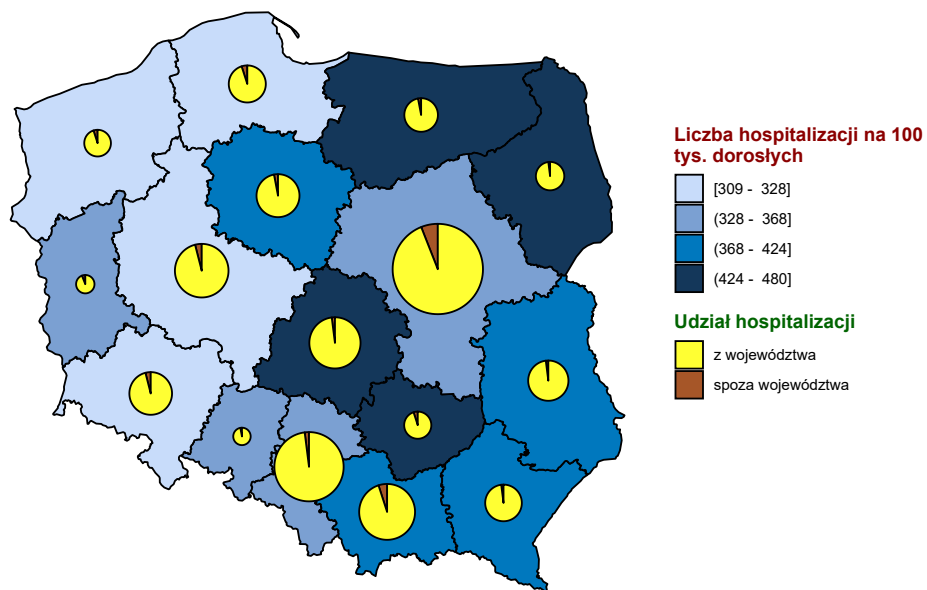 Liczba hospitalizacji na 100
tys. dorosłych
[309 - 328]
(328 - 368]
(368 - 424]
(424 - 480]
Udział hospitalizacji
z województwa
spoza województwa